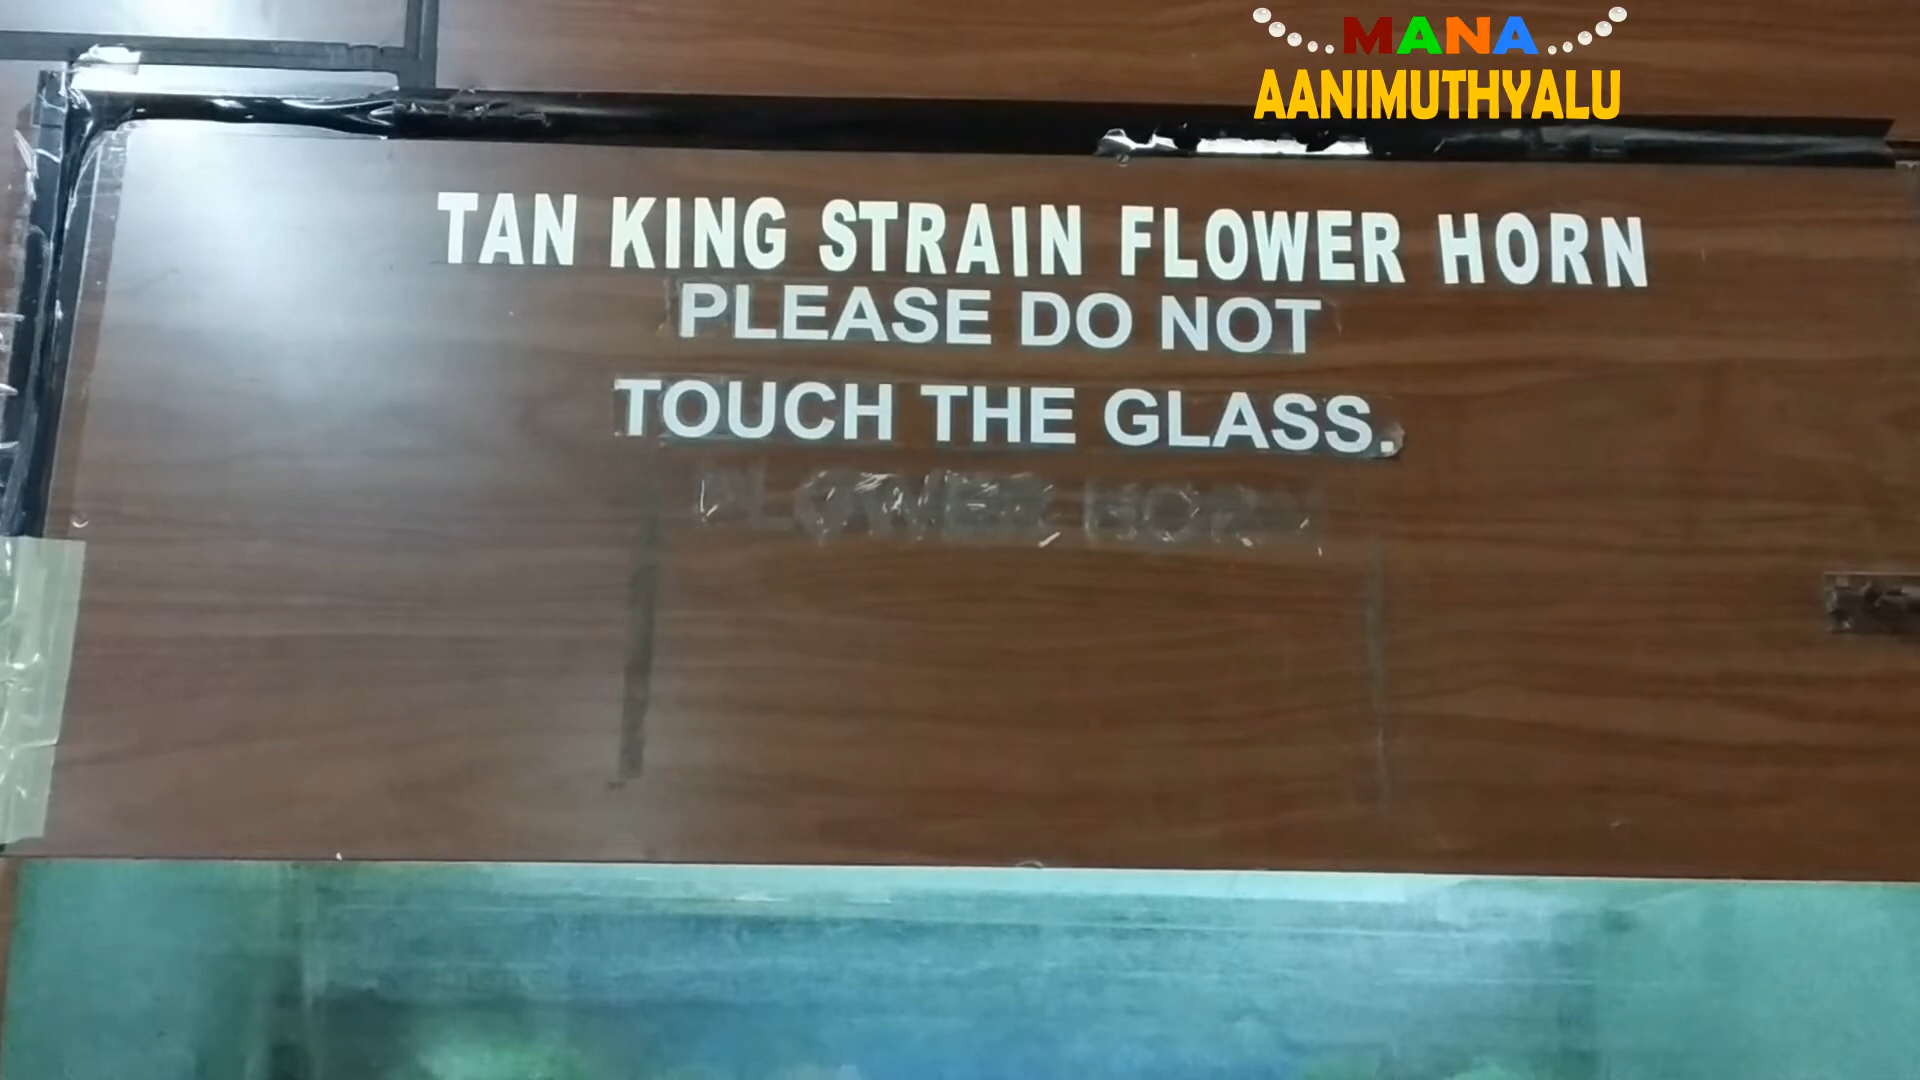 MANA
AANIMUTHYALU
TAN KING STRAIN FLOWER HORN
PLEASE DO NOT
TOUCH THE GLASS.